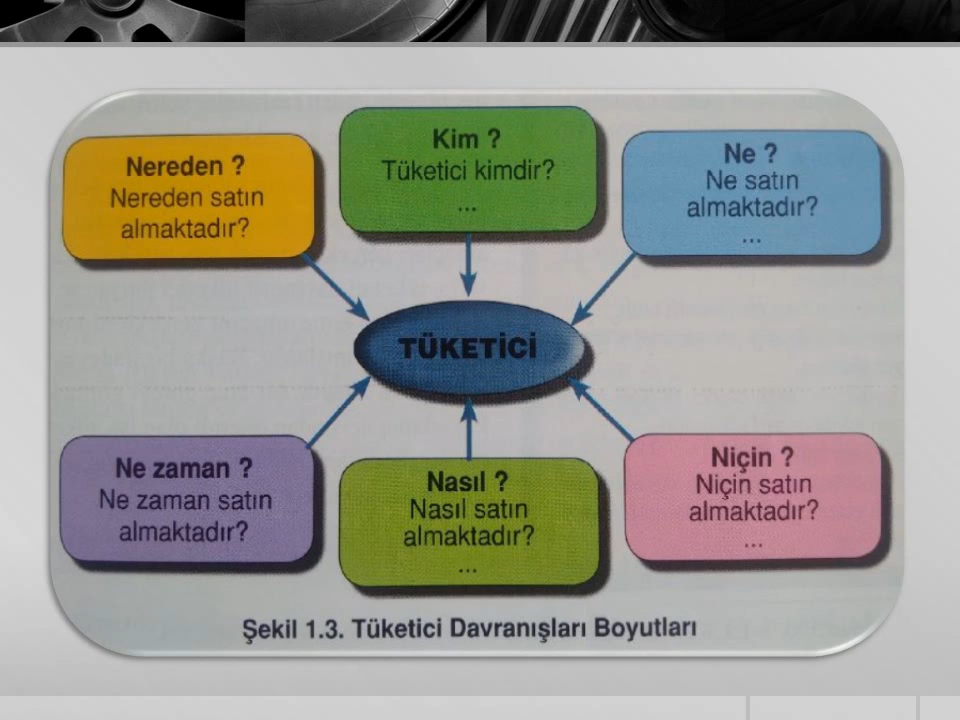 Nereden ?
Nereden satın
almaktadır?
Kim ?
Tüketici kimdir?
...
Ne ?
Ne satın
almaktadır?
...
TÜKETİCİ
Ne zaman ?
Ne zaman satın
almaktadır?
Nasıl ?
Nasıl satın
almaktadır?
...
Niçin ?
Niçin satın
almaktadır?
...
Şekil 1.3. Tüketici Davranışları Boyutları